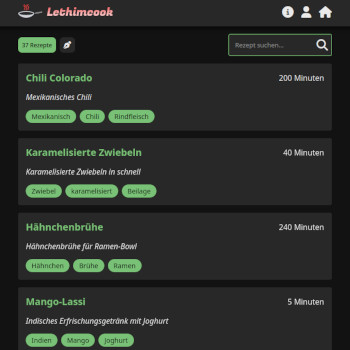 Lethimcook
37 Rezepte
Rezept suchen...
Chili Colorado
200 Minuten
Mexikanisches Chili
Mexikanisch Chili Rindfleisch
Karamelisierte Zwiebeln
40 Minuten
Karamelisierte Zwiebeln in schnell
Zwiebel karamelisiert Beilage
Hähnchenbrühe
240 Minuten
Hähnchenbrühe für Ramen-Bowl
Hähnchen Brühe Ramen
Mango-Lassi
5 Minuten
Indisches Erfrischungsgetränk mit Joghurt
Indien Mango Joghurt